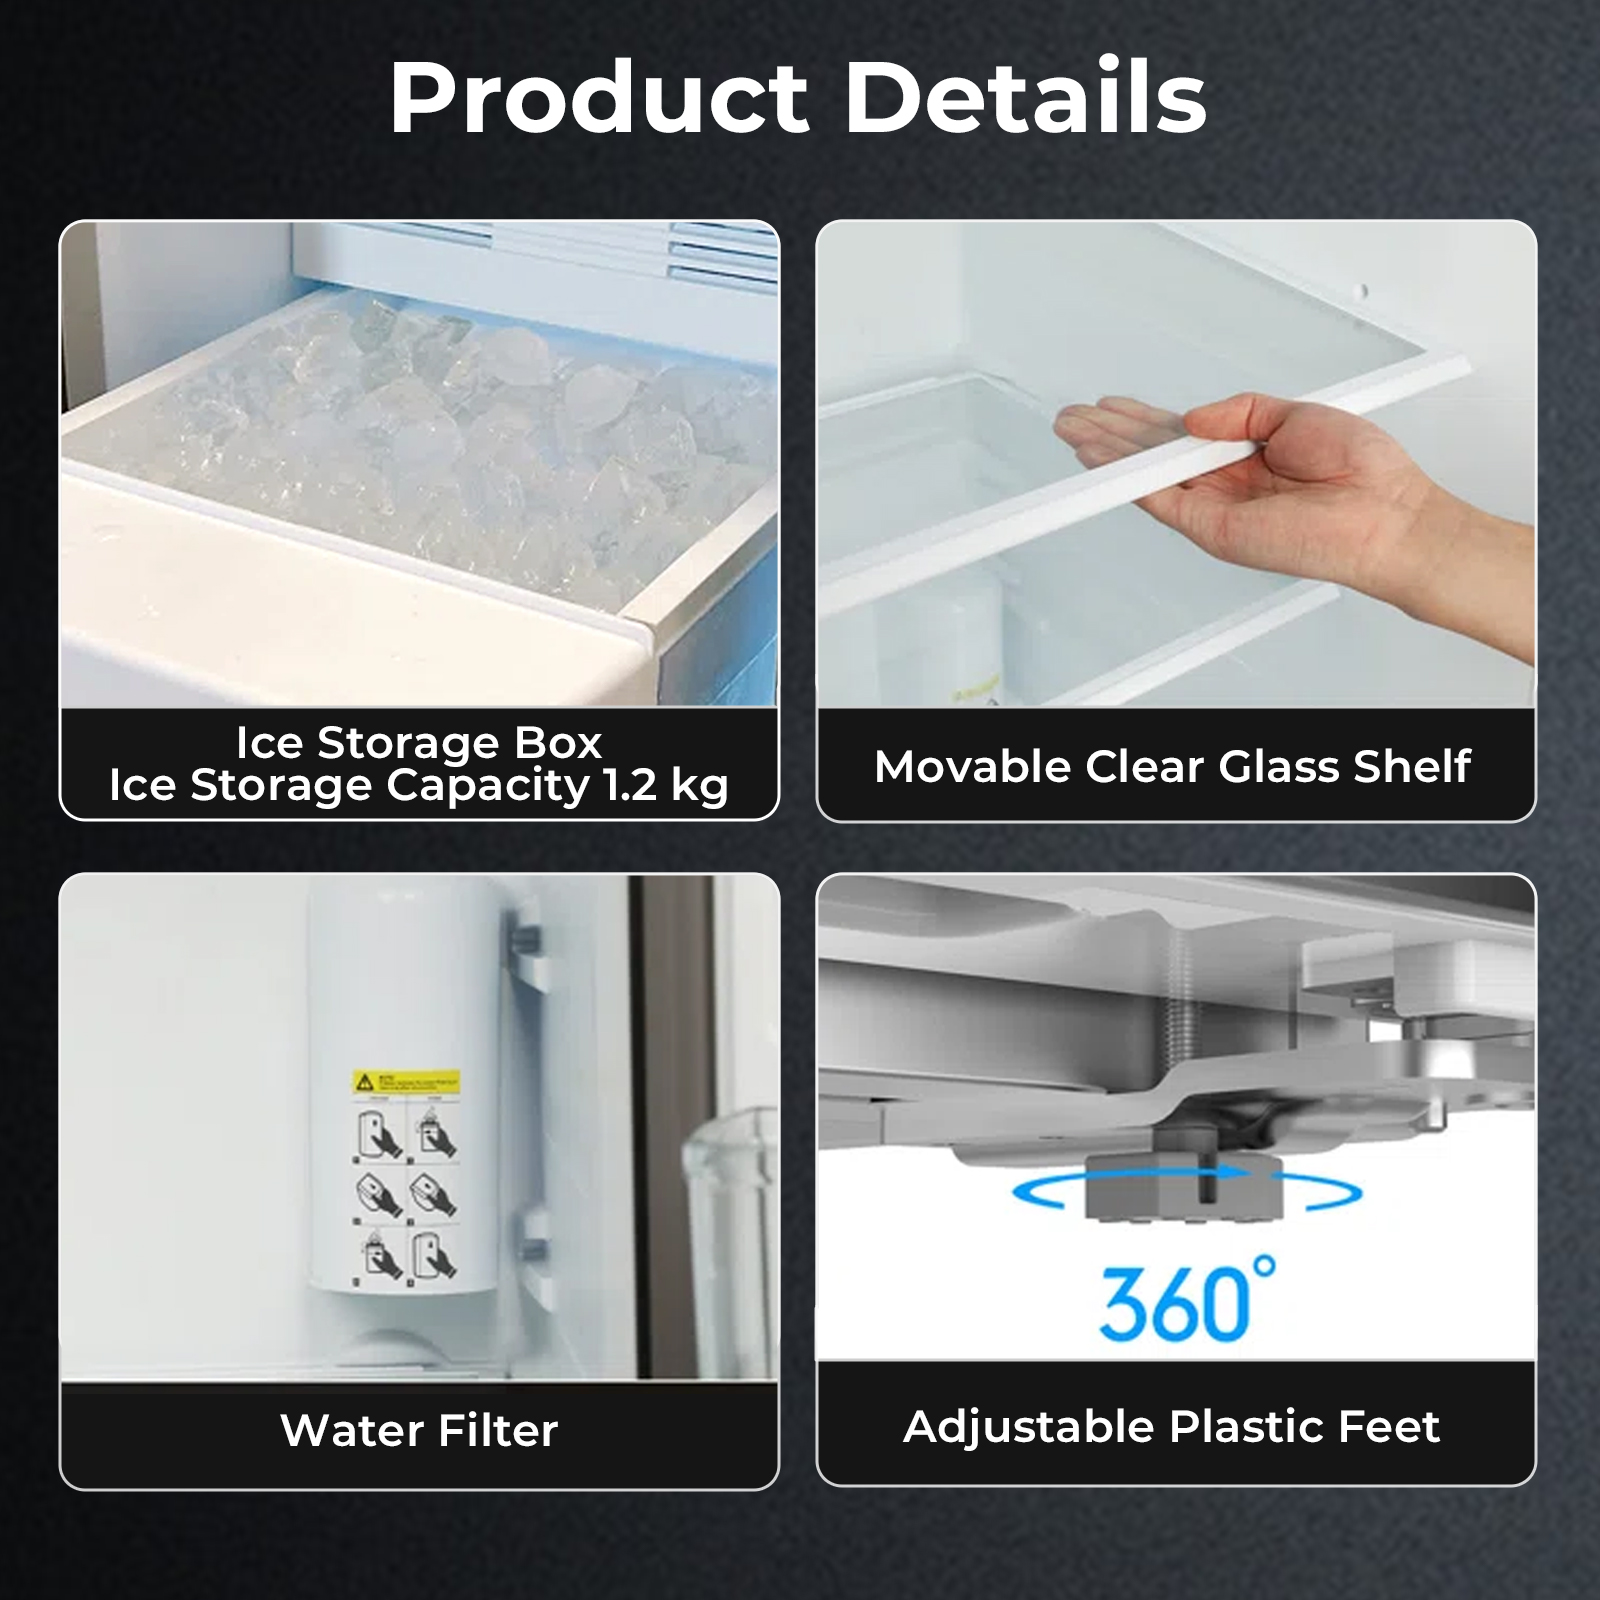 Product Details
Ice Storage Box
Ice Storage Capacity 1.2 kg
Movable Clear Glass Shelf
360°
Water Filter
Adjustable Plastic Feet